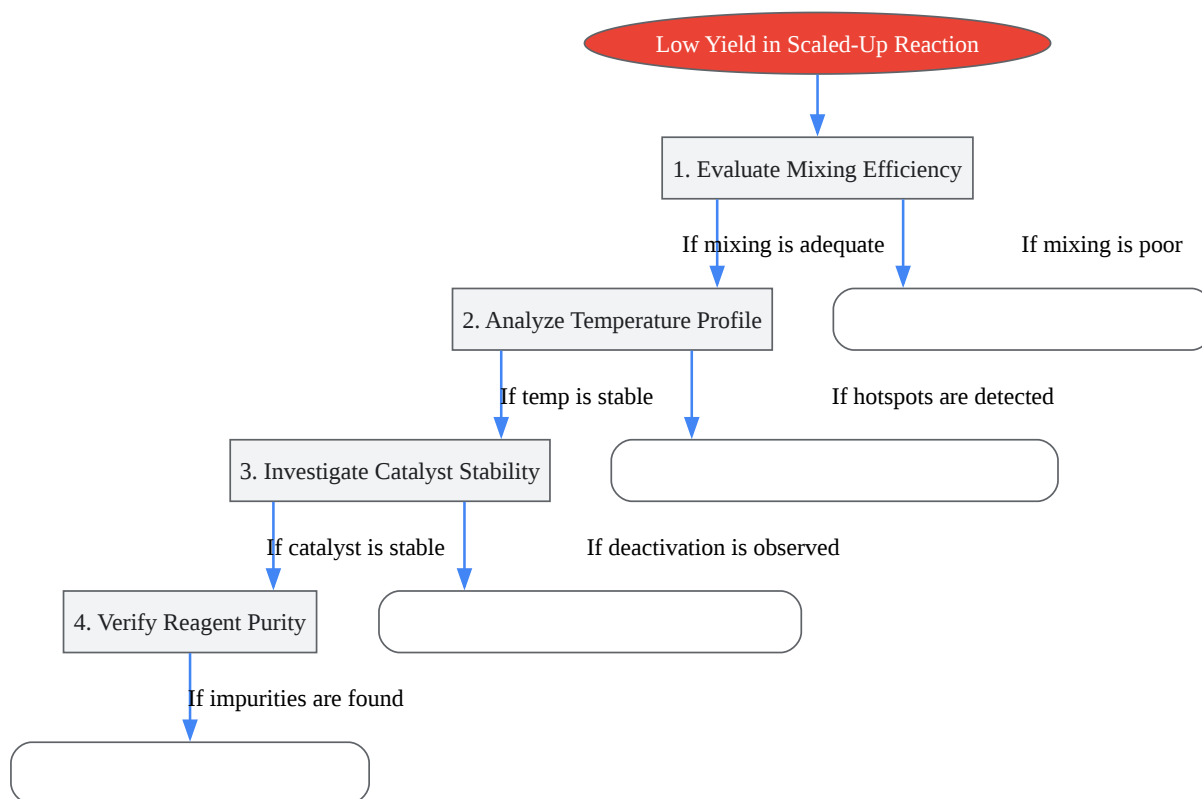 Low Yield in Scaled-Up Reaction
1. Evaluate Mixing Efficiency
If mixing is adequate
If mixing is poor
2. Analyze Temperature Profile
If temp is stable
If hotspots are detected
3. Investigate Catalyst Stability
If catalyst is stable
If deactivation is observed
4. Verify Reagent Purity
If impurities are found